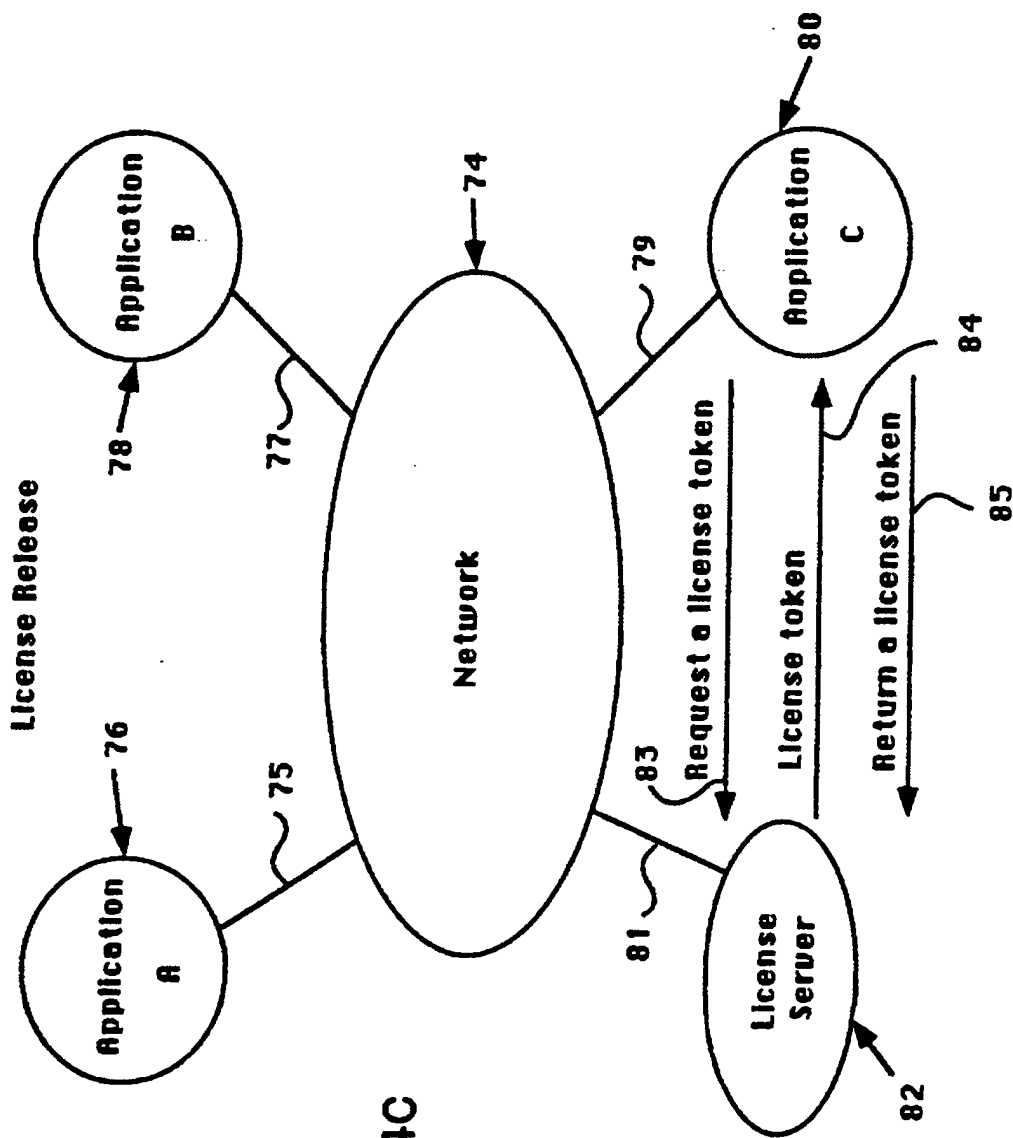 License Release
Application
A
76
75
Application
B
78
77
Network
74
79
81
License
Server
82
Aoplication
C
80
83
Request a license token
License token
84
Return a license token
85
4C